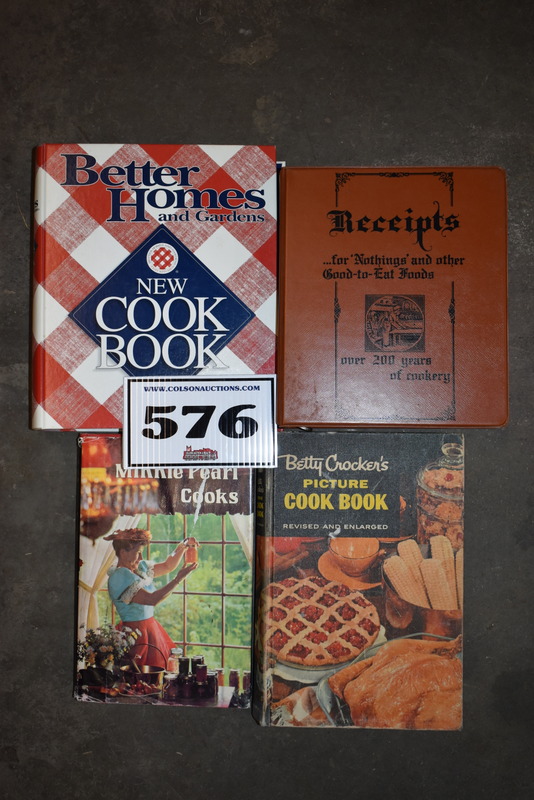 Better
Homes
and Gardens
NEW
COOK
BOOK
Receipts
...for 'Nothings' and other
Good-to-Eat Foods
over 200 years
of cookery
WWW.COLSONAUCTIONS.COM
576
Minnie Pearl
Cooks
Betty Crocker's
PICTURE
COOK BOOK
REVISED AND ENLARGED